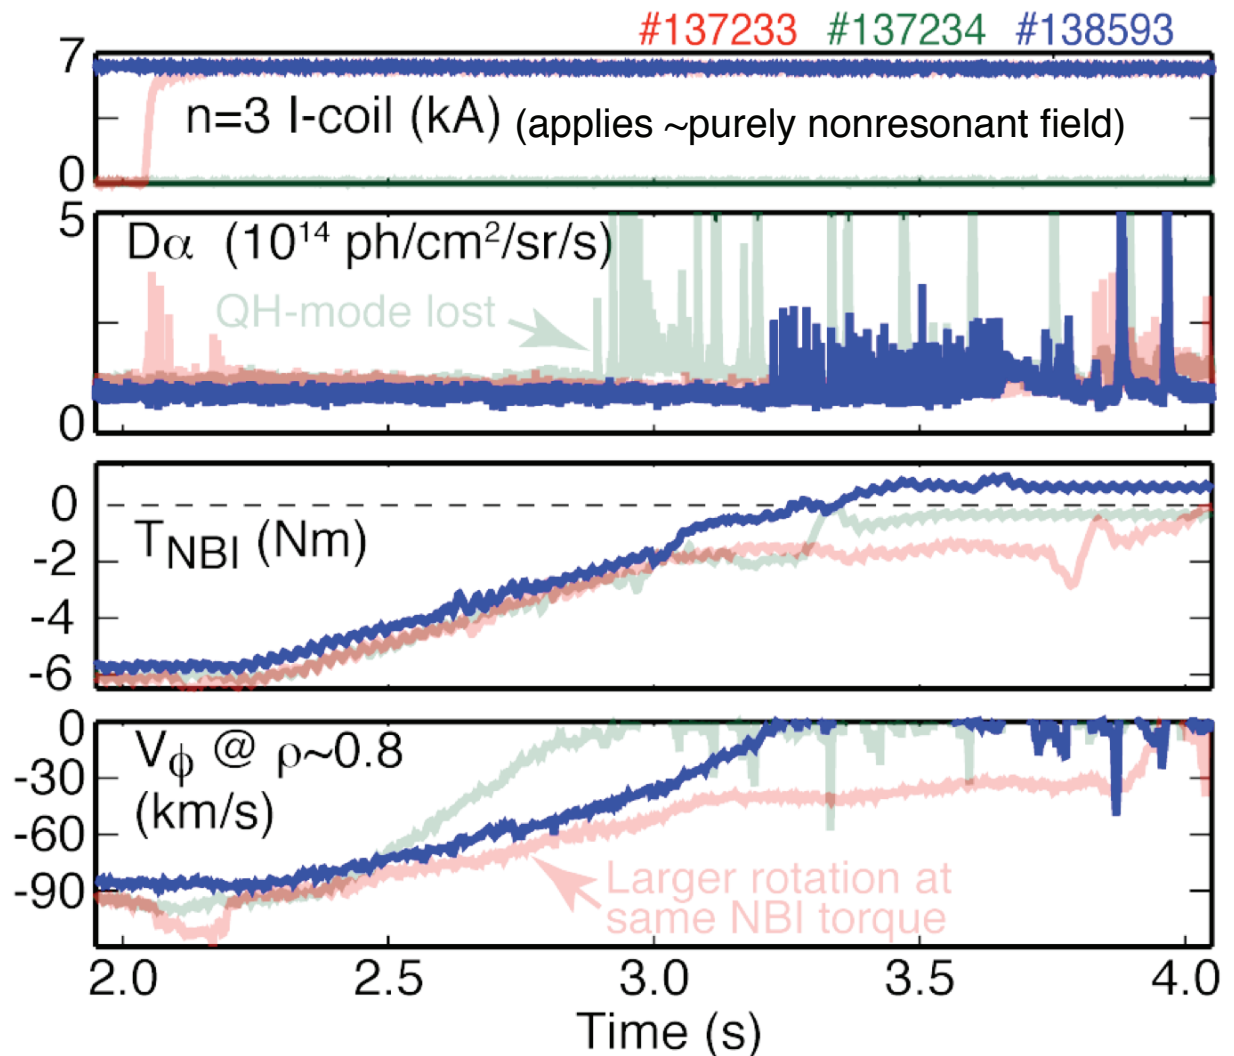 #137233 #137234 #138593
7
n=3 I-coil (kA) (applies ~purely nonresonant field)
0
5
Dα (10¹⁴ ph/cm²/sr/s)
QH-mode lost
0
0
T_NBI (Nm)
-2
-4
-6
0
V_ϕ @ ρ~0.8
-30
(km/s)
-60
Larger rotation at
-90
same NBI torque
2.0 2.5 3.0 3.5 4.0
Time (s)